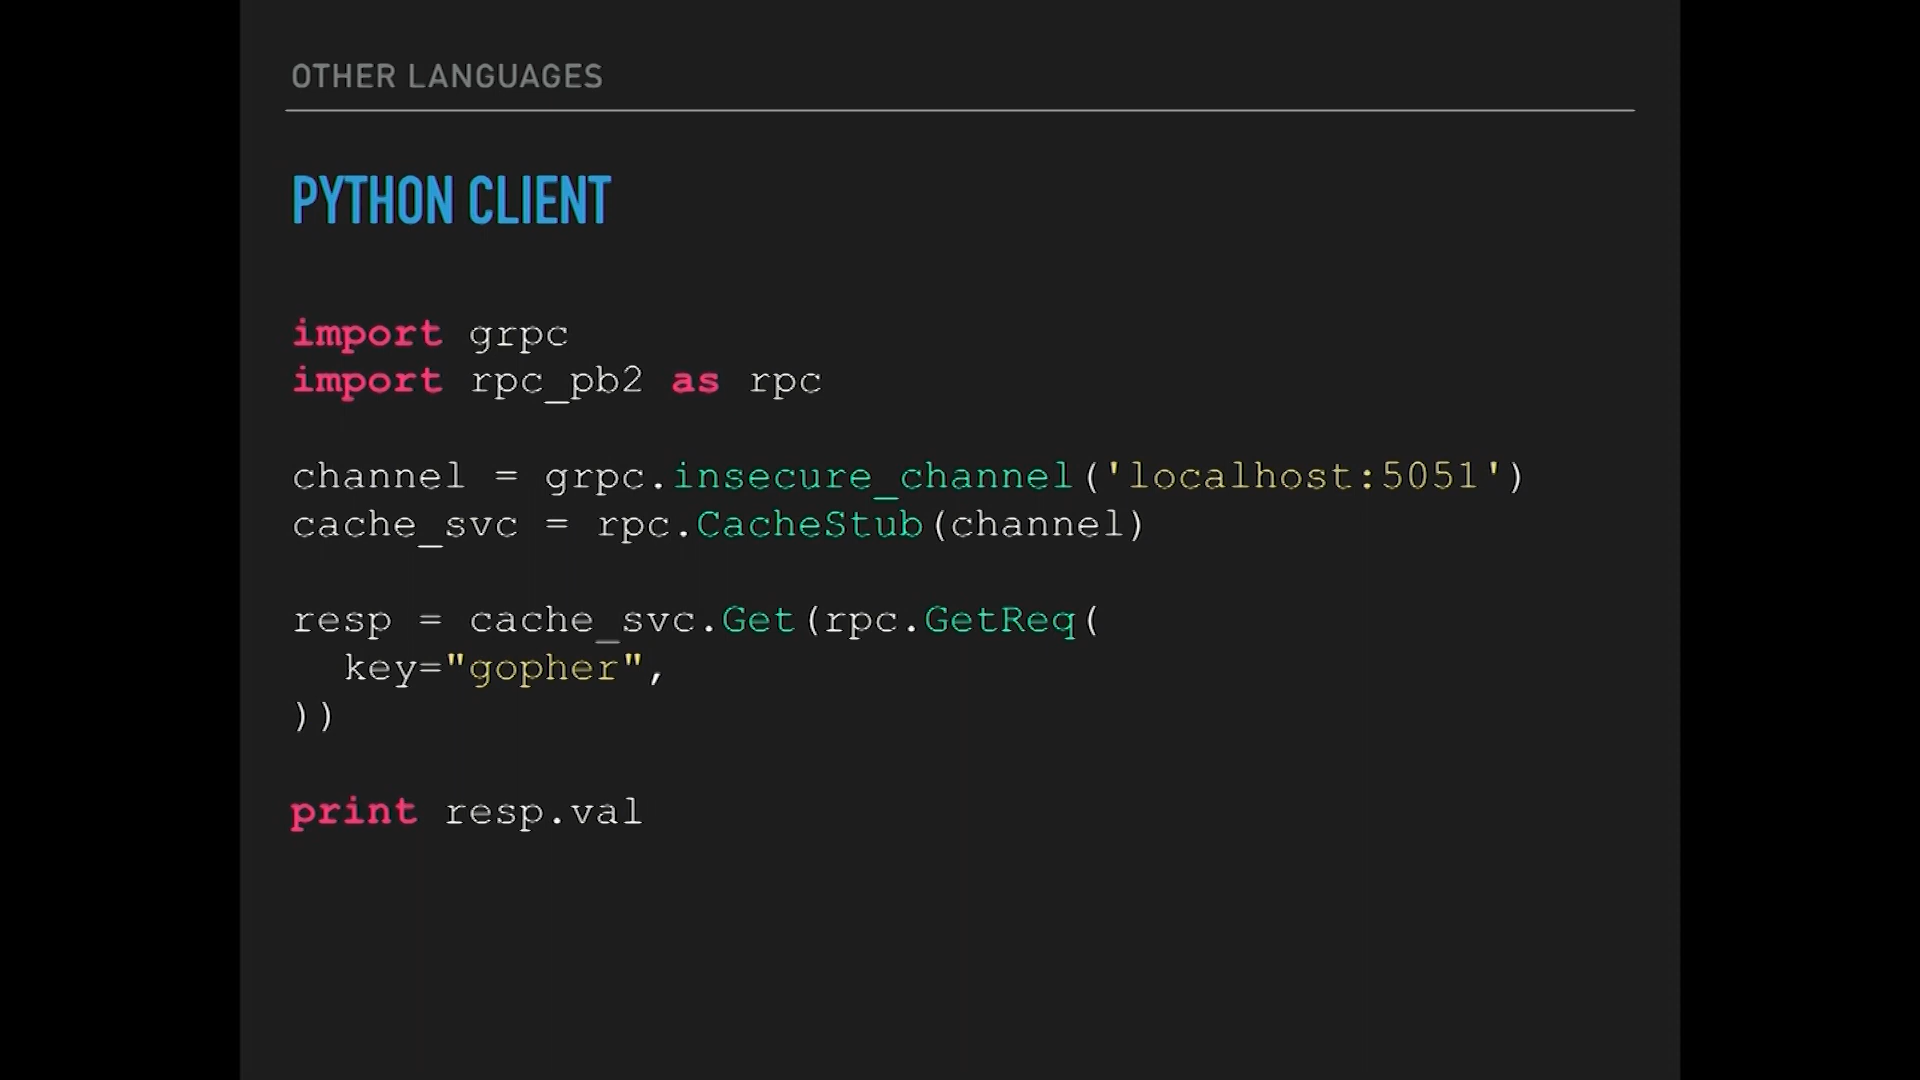 OTHER LANGUAGES
PYTHON CLIENT
import grpc
import rpc_pb2 as rpc
channel = grpc.insecure_channel('localhost:5051')
cache_svc = rpc.CacheStub(channel)
resp = cache_svc.Get(rpc.GetReq(
  key="gopher",
))
print resp.val